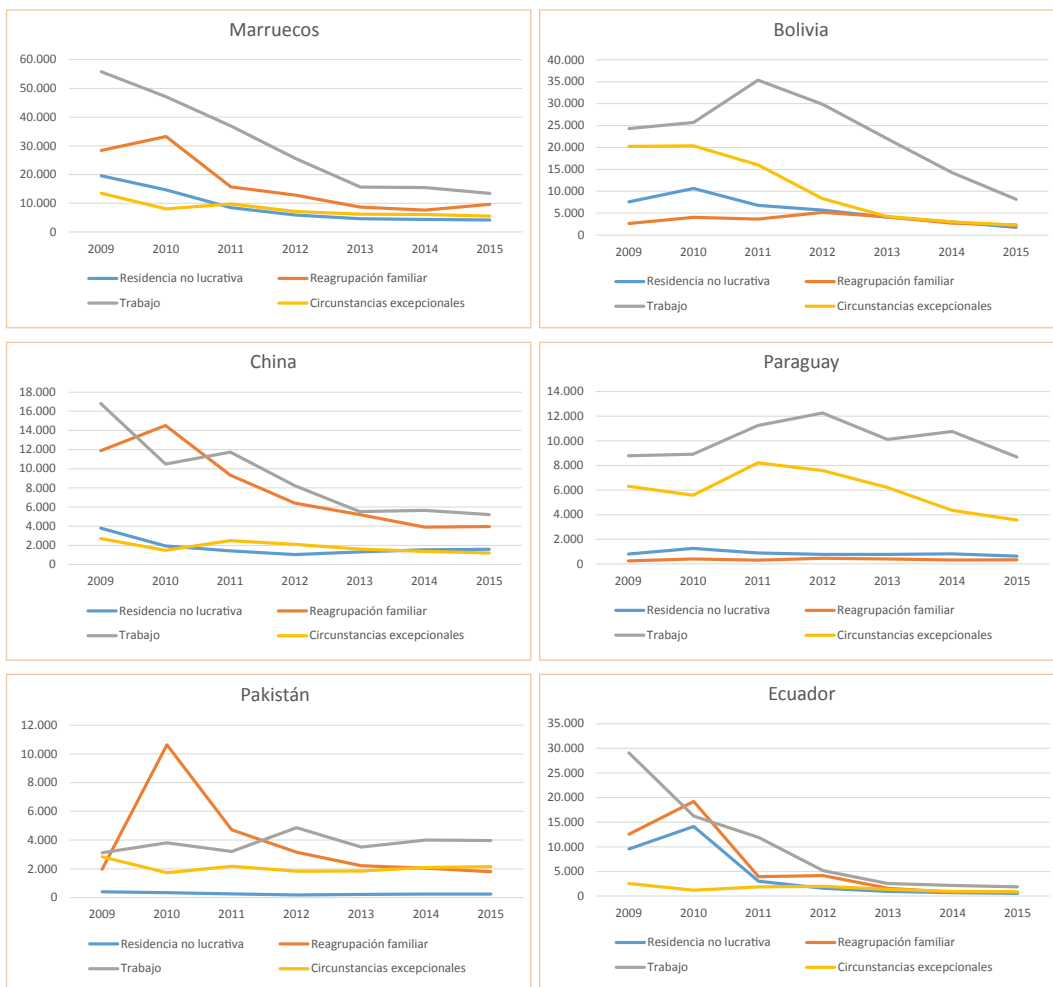 Marruecos
60.000
50.000
40.000
30.000
20.000
10.000
0
2009 2010 2011 2012 2013 2014 2015
Residencia no lucrativa Reagrupación familiar
Trabajo Circunstancias excepcionales
Bolivia
40.000
35.000
30.000
25.000
20.000
15.000
10.000
5.000
0
2009 2010 2011 2012 2013 2014 2015
Residencia no lucrativa Reagrupación familiar
Trabajo Circunstancias excepcionales
China
18.000
16.000
14.000
12.000
10.000
8.000
6.000
4.000
2.000
0
2009 2010 2011 2012 2013 2014 2015
Residencia no lucrativa Reagrupación familiar
Trabajo Circunstancias excepcionales
Paraguay
14.000
12.000
10.000
8.000
6.000
4.000
2.000
0
2009 2010 2011 2012 2013 2014 2015
Residencia no lucrativa Reagrupación familiar
Trabajo Circunstancias excepcionales
Pakistán
12.000
10.000
8.000
6.000
4.000
2.000
0
2009 2010 2011 2012 2013 2014 2015
Residencia no lucrativa Reagrupación familiar
Trabajo Circunstancias excepcionales
Ecuador
35.000
30.000
25.000
20.000
15.000
10.000
5.000
0
2009 2010 2011 2012 2013 2014 2015
Residencia no lucrativa Reagrupación familiar
Trabajo Circunstancias excepcionales